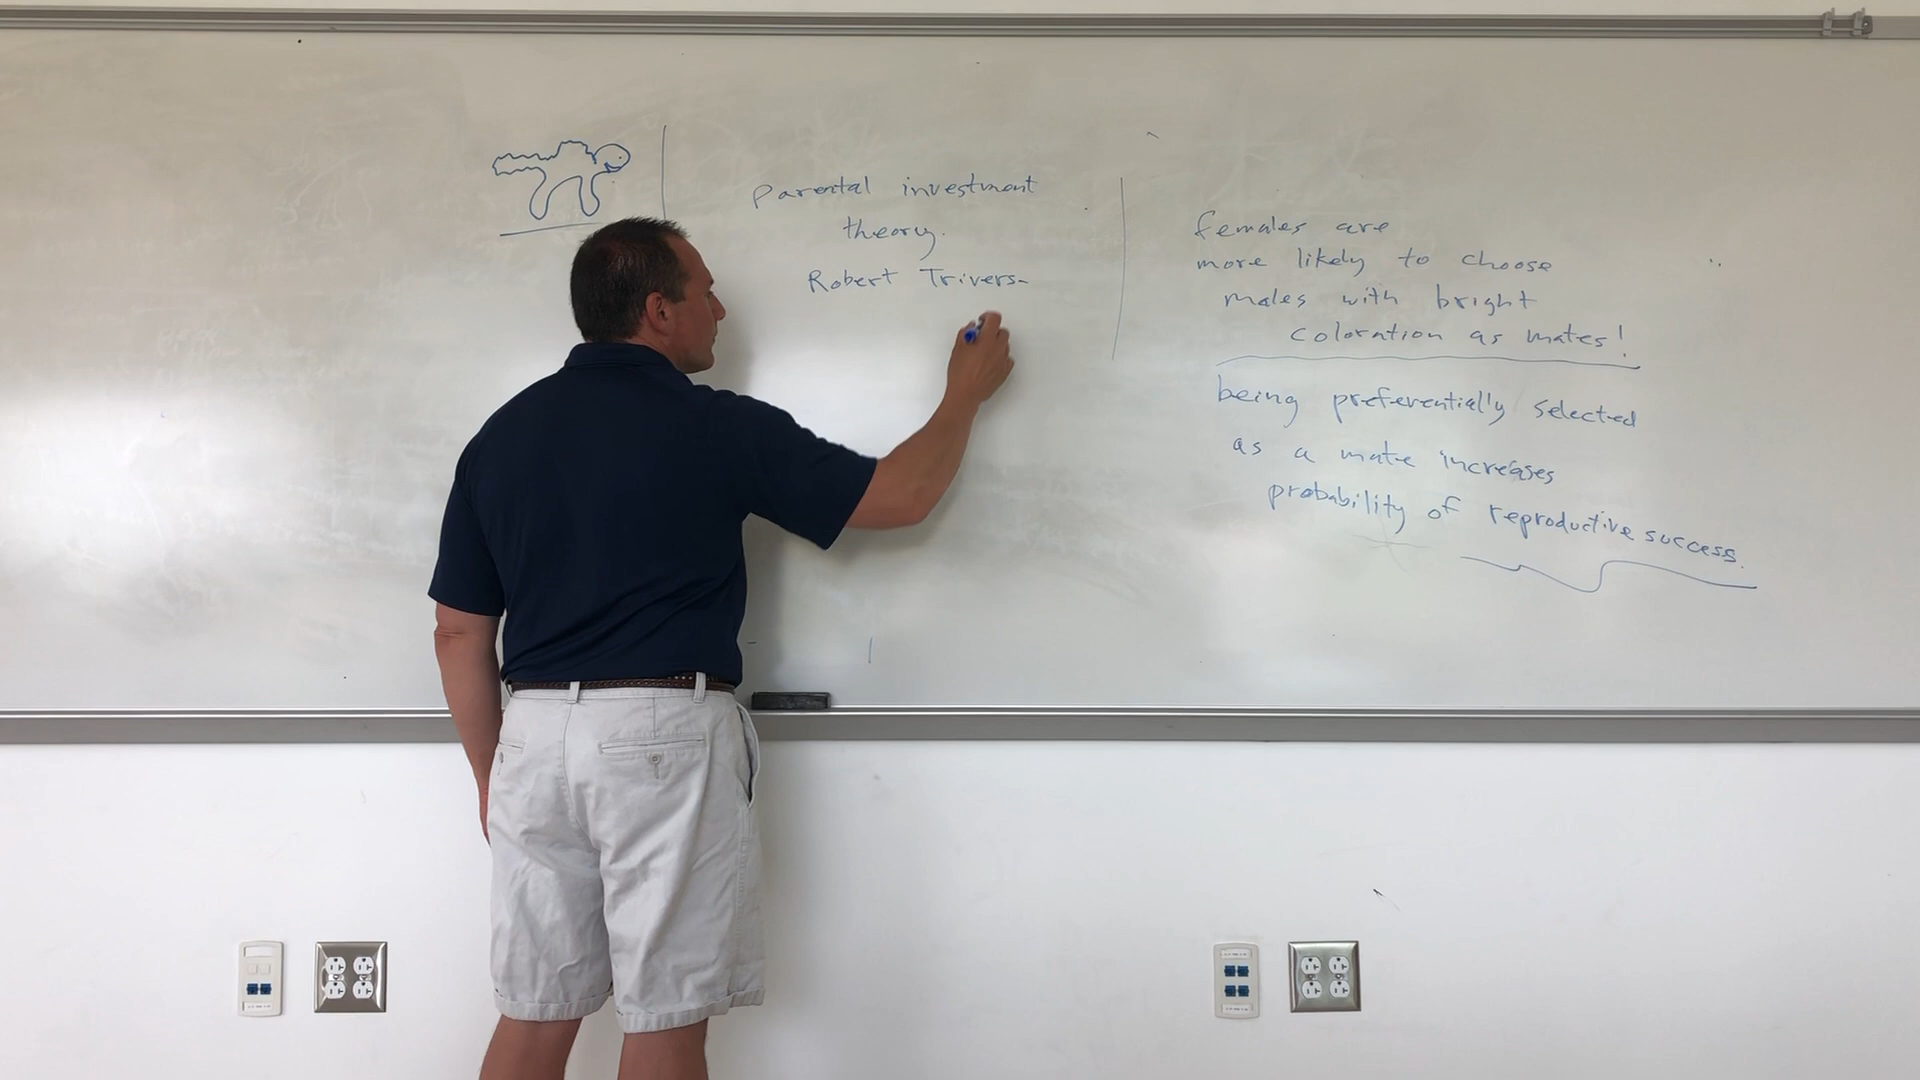 parental investment
theory.
Robert Trivers-
females are
more likely to choose
males with bright
coloration as mates!
being preferentially selected
as a mate increases
probability of reproductive success.